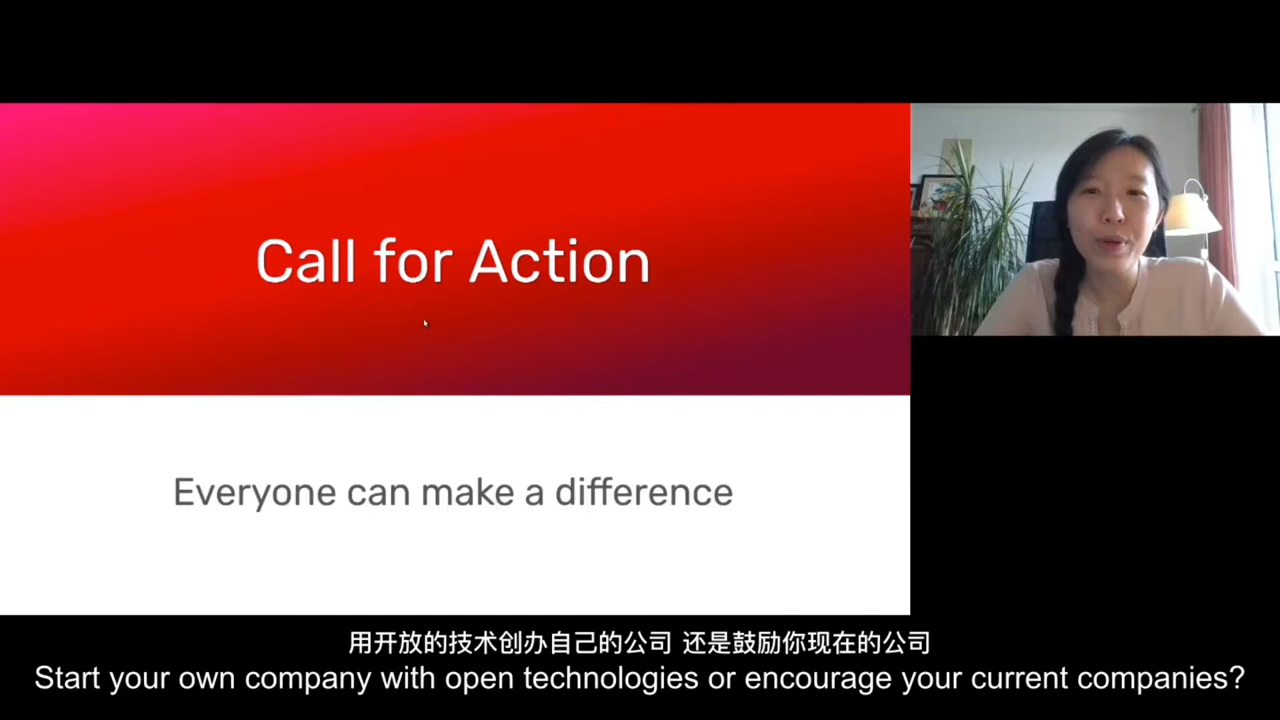 Call for Action
Everyone can make a difference
用开放的技术创办自己的公司 还是鼓励你现在的公司
Start your own company with open technologies or encourage your current companies?